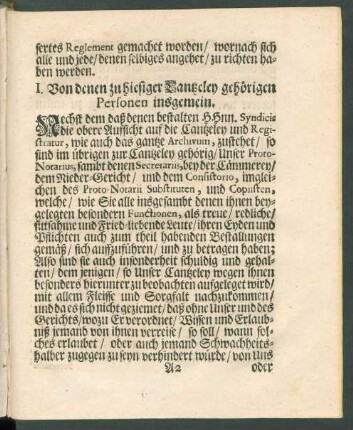 sertes Reglement gemachet worden/ wornach sich
alle und jede/ denen selbiges angehet/ zu richten ha-
ben werden.
I. Von denen zu hiesiger Cantzeley gehörigen
Personen insgemein.
Nechst dem daß denen bestalten HHnn. Syndicis
die obere Auffsicht auf die Cantzeley und Regi-
stratur, wie auch das gantze Archivum, zustehet/ so
sind im übrigen zur Cantzeley gehörig/ Unser Proto-
Notarius, sambt denen Secretariis, bey der Cämmerey/
dem Nieder-Gericht/ und dem Consistorio, imglei-
chen des Proto-Notarii Substituten, und Copiisten,
welche/ wie Sie alle insgesambt denen ihnen bey-
gelegten besondern Functionen, als treue/ redliche/
sittsahme und Fried-liebende Leute/ ihren Eyden und
Pflichten auch zum theil habenden Bestallungen
gemäß/ sich auffzuführen/ und zu betragen haben;
Also sind sie auch insonderheit schuldig und gehal-
ten/ dem jenigen/ so Unser Cantzeley wegen ihnen
besonders hierunter zu beobachten aufgeleget wird/
mit allem Fleisse und Sorgfalt nachzukommen/
und da es sich nicht geziemet/ daß ohne Unser und des
Gerichts/ wozu Er verordnet/ Wissen und Erlaub-
niß jemand von ihnen verreise/ so soll/ wann sol-
ches erlaubet/ oder auch jemand Schwachheits-
halber zugegen zu seyn verhindert würde/ von Uns
A2 oder